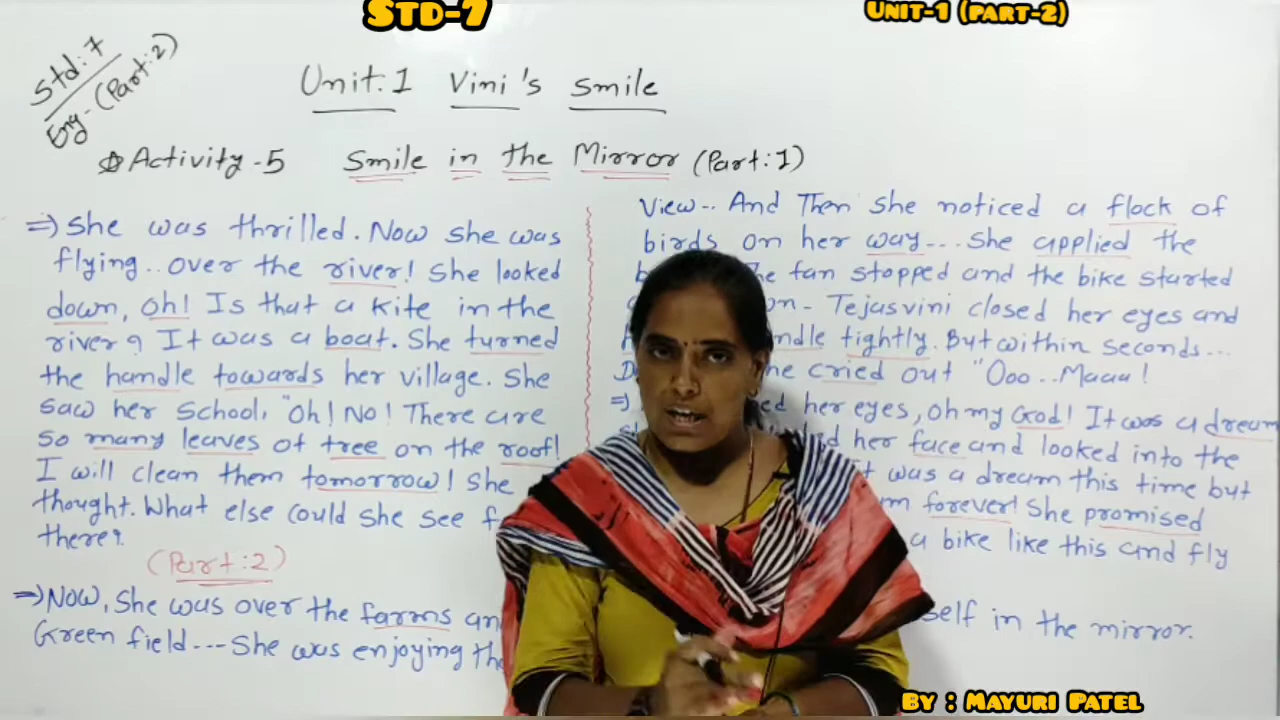 STD-7
UNIT-1 (PART-2)
Std: 7
Eng- (Part:2)
Unit.1 Vini's smile
Activity-5 Smile in the Mirror (Part:1)
⇒ She was thrilled. Now she was
flying.. over the river! She looked
down, oh! Is that a kite in the
river? It was a boat. She turned
the handle towards her village. She
saw her school, "oh! No! There are
so many leaves of tree on the roof!
I will clean them tomorrow! She
thought. What else could she see f
there?
(Part:2)
⇒ Now, She was over the farms an
Green field --- She was enjoying the
View-- And Then she noticed a flock of
birds on her way.... She applied the
he fan stopped and the bike started
on- Tejasvini closed her eyes and
ndle tightly. But within seconds...
he cried out "Ooo..Maaa!
⇒ ed her eyes, oh my God! It was a dream
ed her face and looked into the
t was a dream this time but
m forever! She promised
a bike like this and fly
self in the mirror.
BY : MAYURI PATEL